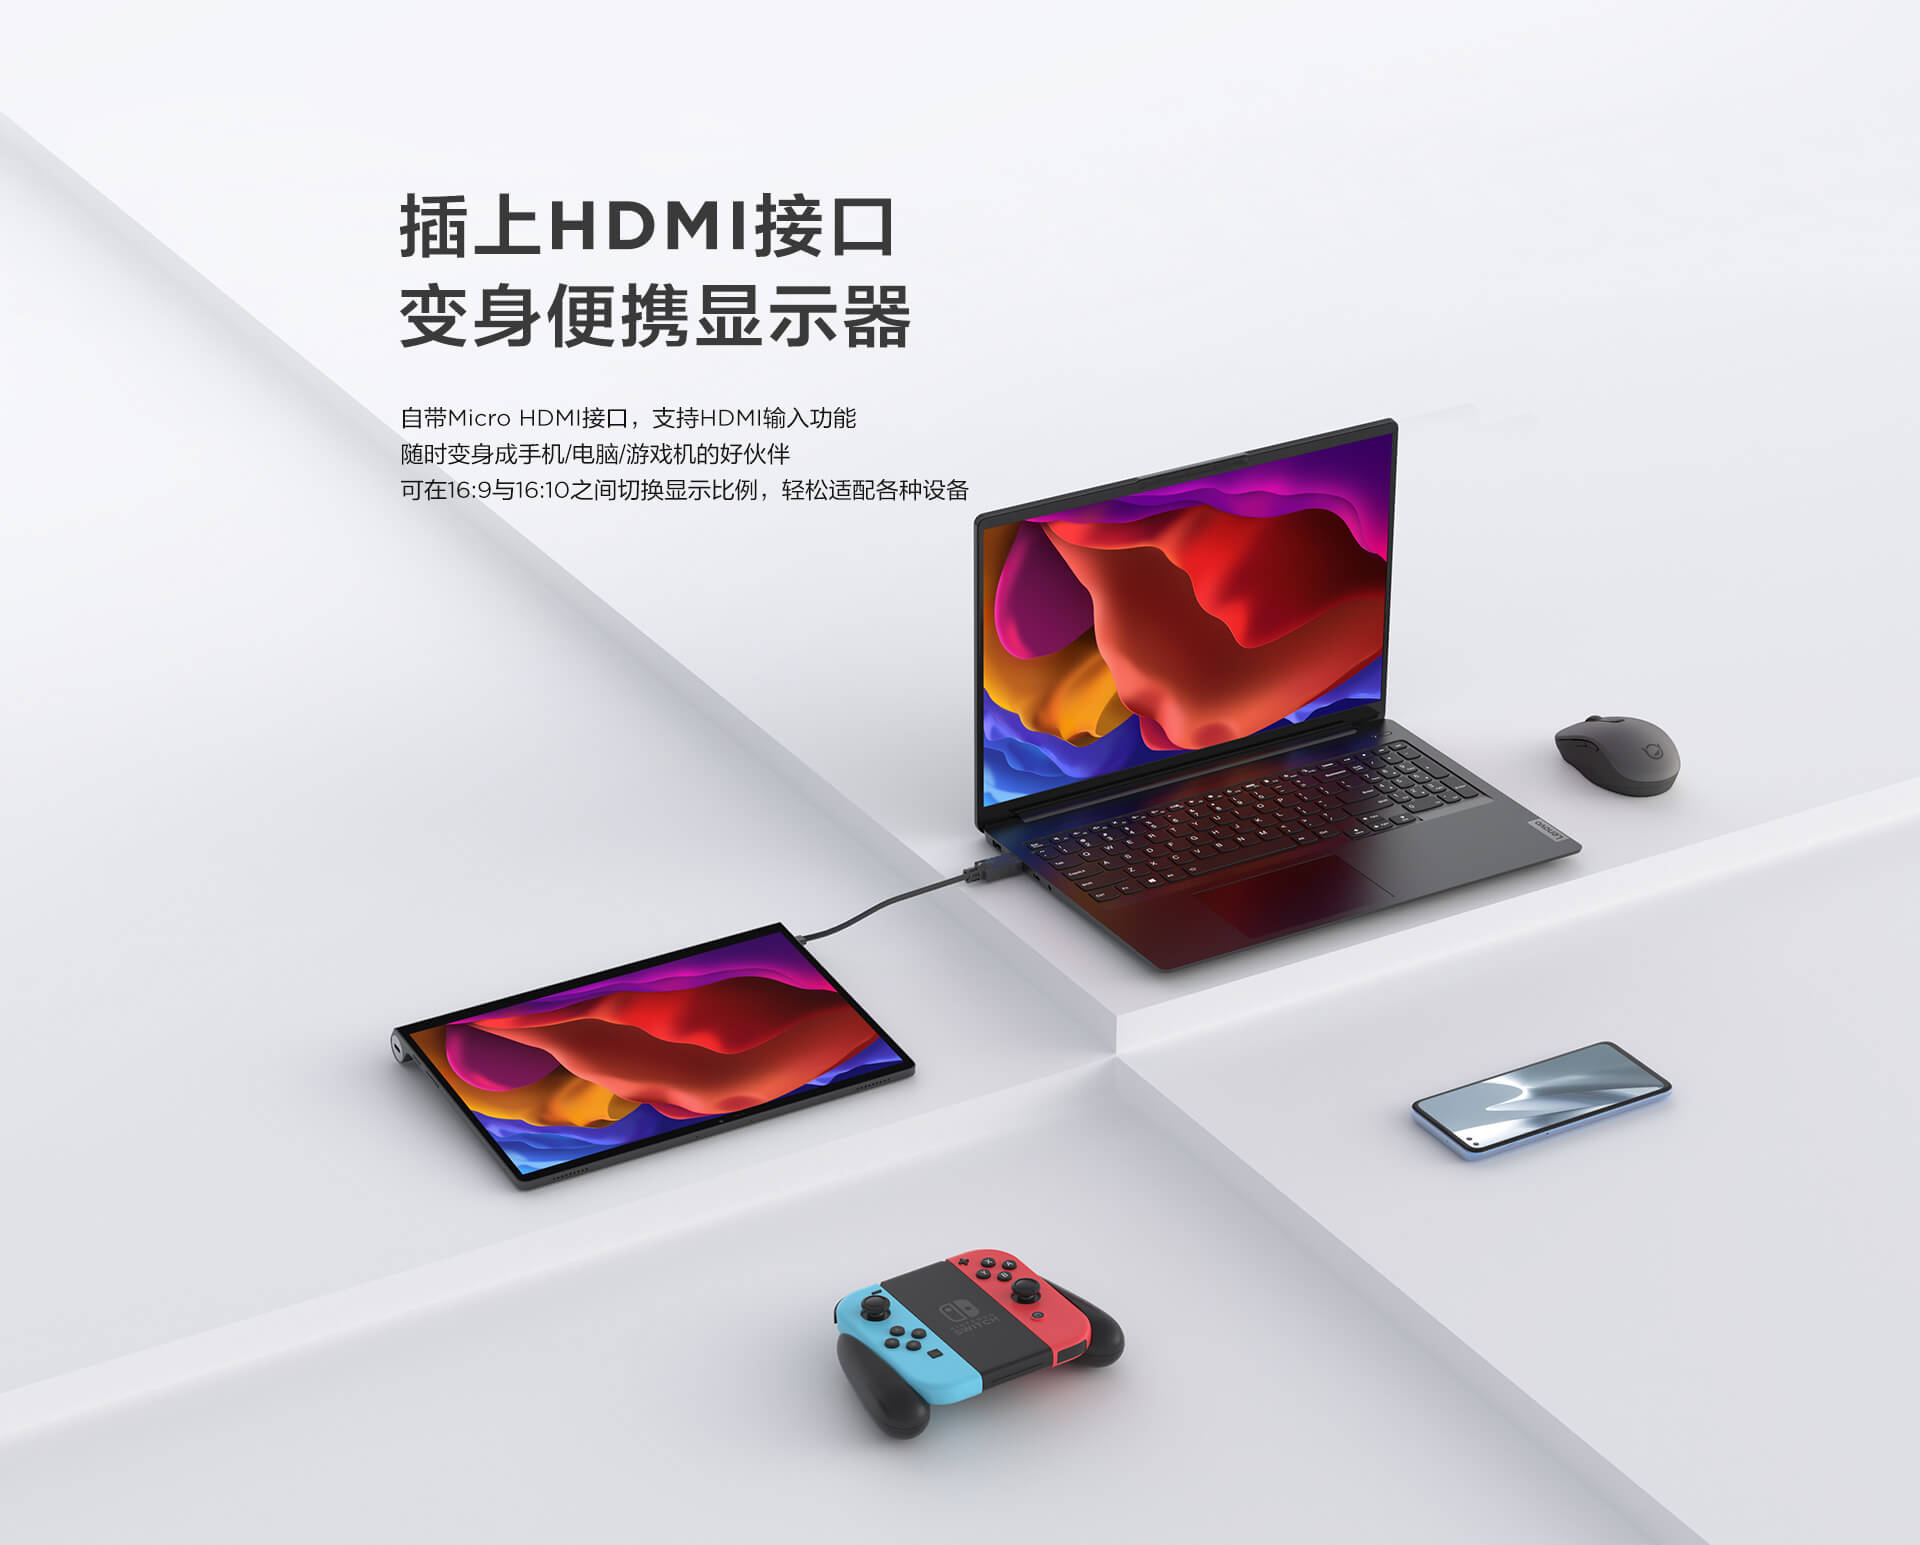 插上HDMI接口
变身便携显示器
自带Micro HDMI接口，支持HDMI输入功能
随时变身成手机/电脑/游戏机的好伙伴
可在16:9与16:10之间切换显示比例，轻松适配各种设备
Lenovo
NINTENDO
SWITCH